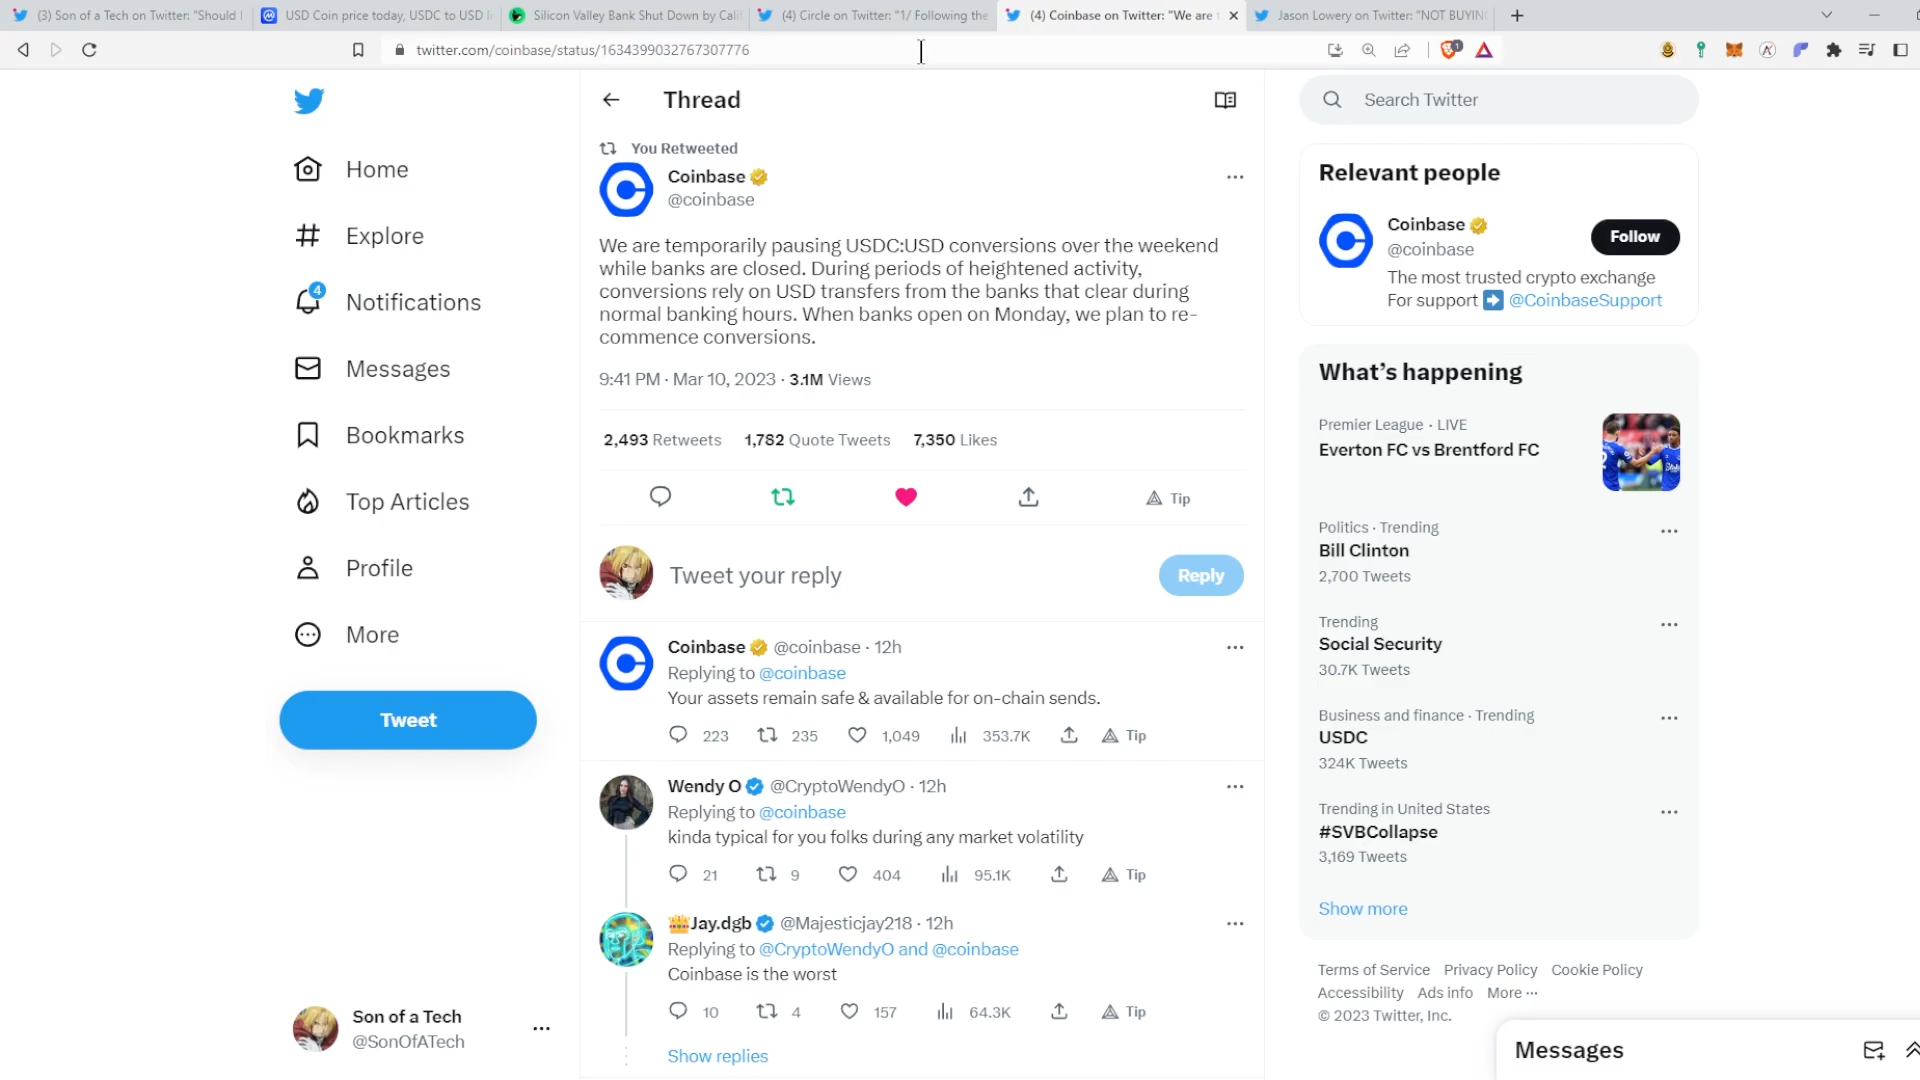 (3) Son of a Tech on Twitter: "Should I
USD Coin price today, USDC to USD li
Silicon Valley Bank Shut Down by Cali
(4) Circle on Twitter: "1/ Following the
(4) Coinbase on Twitter: "We are t
Jason Lowery on Twitter: "NOT BUYIN
twitter.com/coinbase/status/1634399032767307776
1
Home
Explore
4
Notifications
Messages
Bookmarks
Top Articles
Profile
More
Tweet
Son of a Tech
@SonOfATech
Thread
You Retweeted
Coinbase
@coinbase
We are temporarily pausing USDC:USD conversions over the weekend
while banks are closed. During periods of heightened activity,
conversions rely on USD transfers from the banks that clear during
normal banking hours. When banks open on Monday, we plan to re-
commence conversions.
9:41 PM · Mar 10, 2023 · 3.1M Views
2,493 Retweets 1,782 Quote Tweets 7,350 Likes
Tip
Tweet your reply
Reply
Coinbase @coinbase · 12h
Replying to @coinbase
Your assets remain safe & available for on-chain sends.
223 235 1,049 353.7K Tip
Wendy O @CryptoWendyO · 12h
Replying to @coinbase
kinda typical for you folks during any market volatility
21 9 404 95.1K Tip
Jay.dgb @Majesticjay218 · 12h
Replying to @CryptoWendyO and @coinbase
Coinbase is the worst
10 4 157 64.3K Tip
Show replies
Search Twitter
Relevant people
Coinbase
@coinbase
Follow
The most trusted crypto exchange
For support ➡️ @CoinbaseSupport
What's happening
Premier League · LIVE
Everton FC vs Brentford FC
Politics · Trending
Bill Clinton
2,700 Tweets
Trending
Social Security
30.7K Tweets
Business and finance · Trending
USDC
324K Tweets
Trending in United States
#SVBCollapse
3,169 Tweets
Show more
Terms of Service Privacy Policy Cookie Policy
Accessibility Ads info More ···
© 2023 Twitter, Inc.
Messages